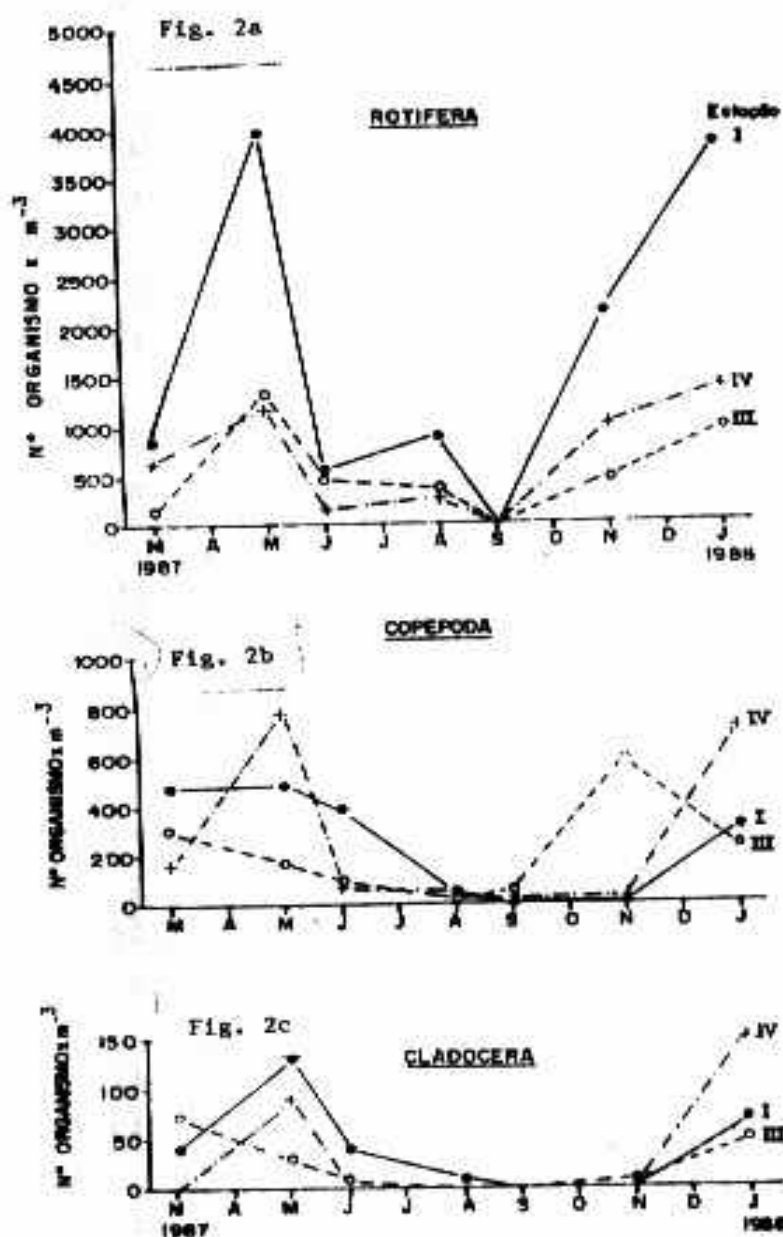 Fig. 2a
ROTIFERA
Estação
I
IV
III
5000
4500
4000
3500
3000
2500
2000
1500
1000
500
0
Nº ORGANISMO x m⁻³
M A M J J A S O N D J
1987
1988
COPEPODA
Fig. 2b
1000
800
600
400
200
0
Nº ORGANISMO x m⁻³
IV
I
III
M A M J J A S O N D J
Fig. 2c
CLADOCERA
150
100
50
0
Nº ORGANISMO x m⁻³
IV
I
III
M A M J J A S O N D J
1987
1988